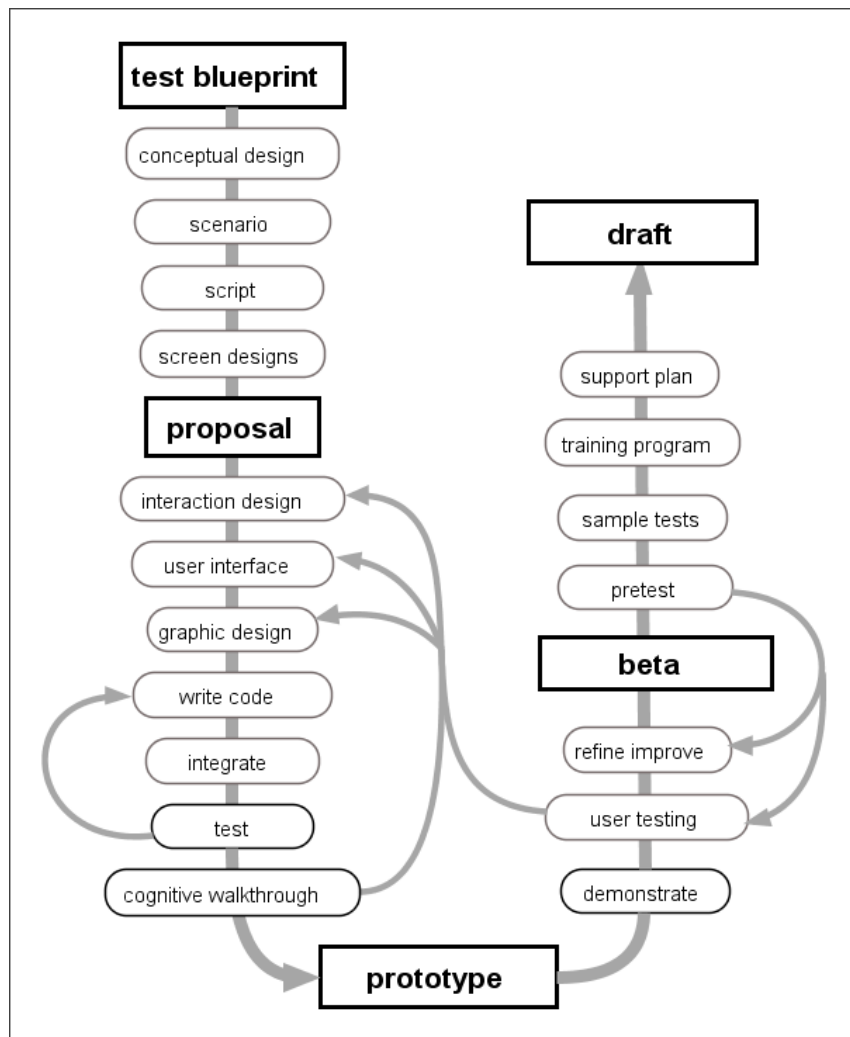 test blueprint
conceptual design
scenario
script
screen designs
proposal
interaction design
user interface
graphic design
write code
integrate
test
cognitive walkthrough
prototype
draft
support plan
training program
sample tests
pretest
beta
refine improve
user testing
demonstrate